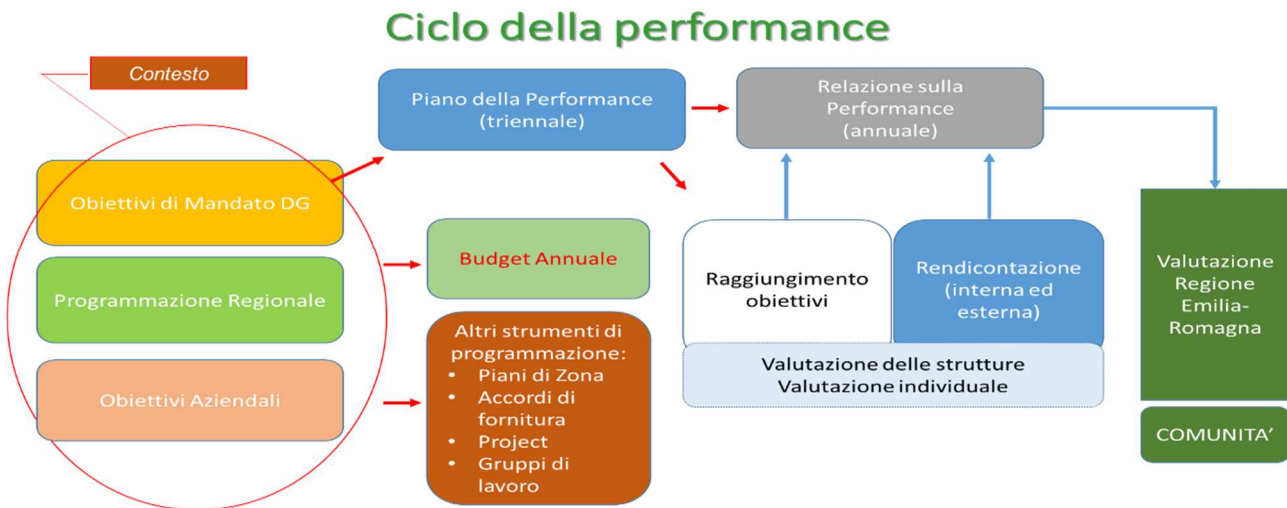 Ciclo della performance
Contesto
Obiettivi di Mandato DG
Programmazione Regionale
Obiettivi Aziendali
Piano della Performance
(triennale)
Budget Annuale
Altri strumenti di
programmazione:
• Piani di Zona
• Accordi di
fornitura
• Project
• Gruppi di
lavoro
Relazione sulla
Performance
(annuale)
Raggiungimento
obiettivi
Rendicontazione
(interna ed
esterna)
Valutazione delle strutture
Valutazione individuale
Valutazione
Regione
Emilia-
Romagna
COMUNITA’